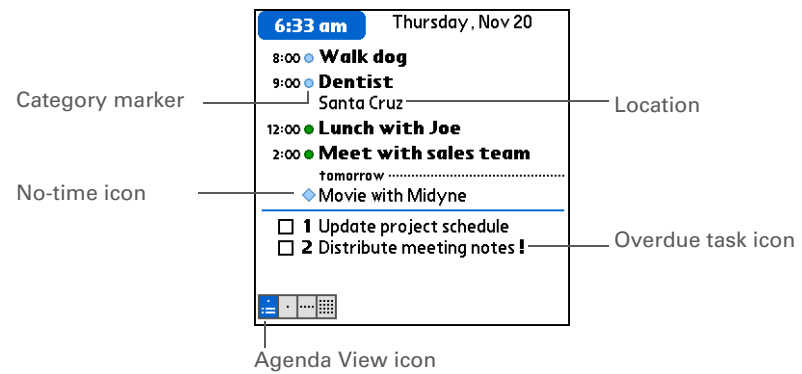 6:33 am Thursday, Nov 20
8:00 Walk dog
9:00 Dentist
Category marker
Santa Cruz
Location
12:00 Lunch with Joe
2:00 Meet with sales team
tomorrow
No-time icon
Movie with Midyne
1 Update project schedule
2 Distribute meeting notes !
Overdue task icon
Agenda View icon